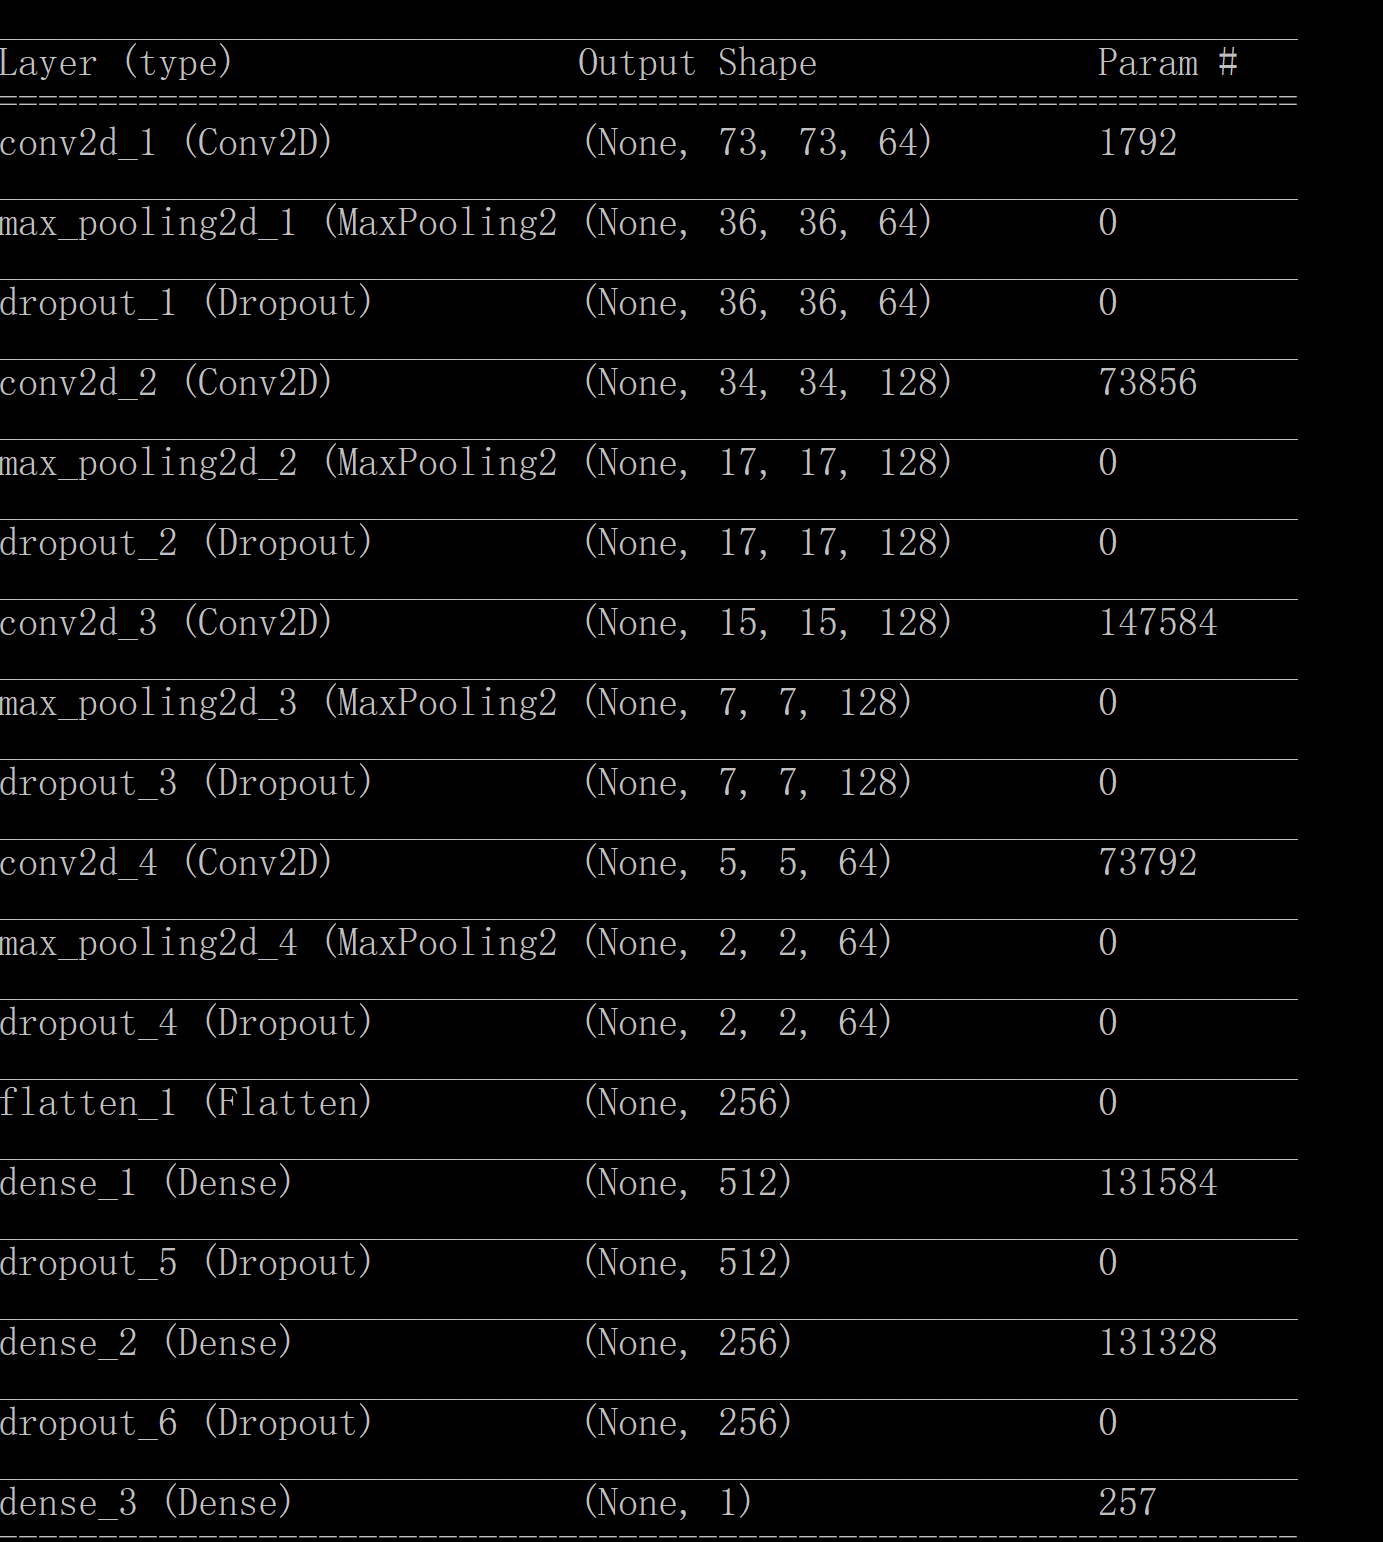 Layer (type) Output Shape Param #
=================================================================
conv2d_1 (Conv2D) (None, 73, 73, 64) 1792
max_pooling2d_1 (MaxPooling2 (None, 36, 36, 64) 0
dropout_1 (Dropout) (None, 36, 36, 64) 0
conv2d_2 (Conv2D) (None, 34, 34, 128) 73856
max_pooling2d_2 (MaxPooling2 (None, 17, 17, 128) 0
dropout_2 (Dropout) (None, 17, 17, 128) 0
conv2d_3 (Conv2D) (None, 15, 15, 128) 147584
max_pooling2d_3 (MaxPooling2 (None, 7, 7, 128) 0
dropout_3 (Dropout) (None, 7, 7, 128) 0
conv2d_4 (Conv2D) (None, 5, 5, 64) 73792
max_pooling2d_4 (MaxPooling2 (None, 2, 2, 64) 0
dropout_4 (Dropout) (None, 2, 2, 64) 0
flatten_1 (Flatten) (None, 256) 0
dense_1 (Dense) (None, 512) 131584
dropout_5 (Dropout) (None, 512) 0
dense_2 (Dense) (None, 256) 131328
dropout_6 (Dropout) (None, 256) 0
dense_3 (Dense) (None, 1) 257
=================================================================